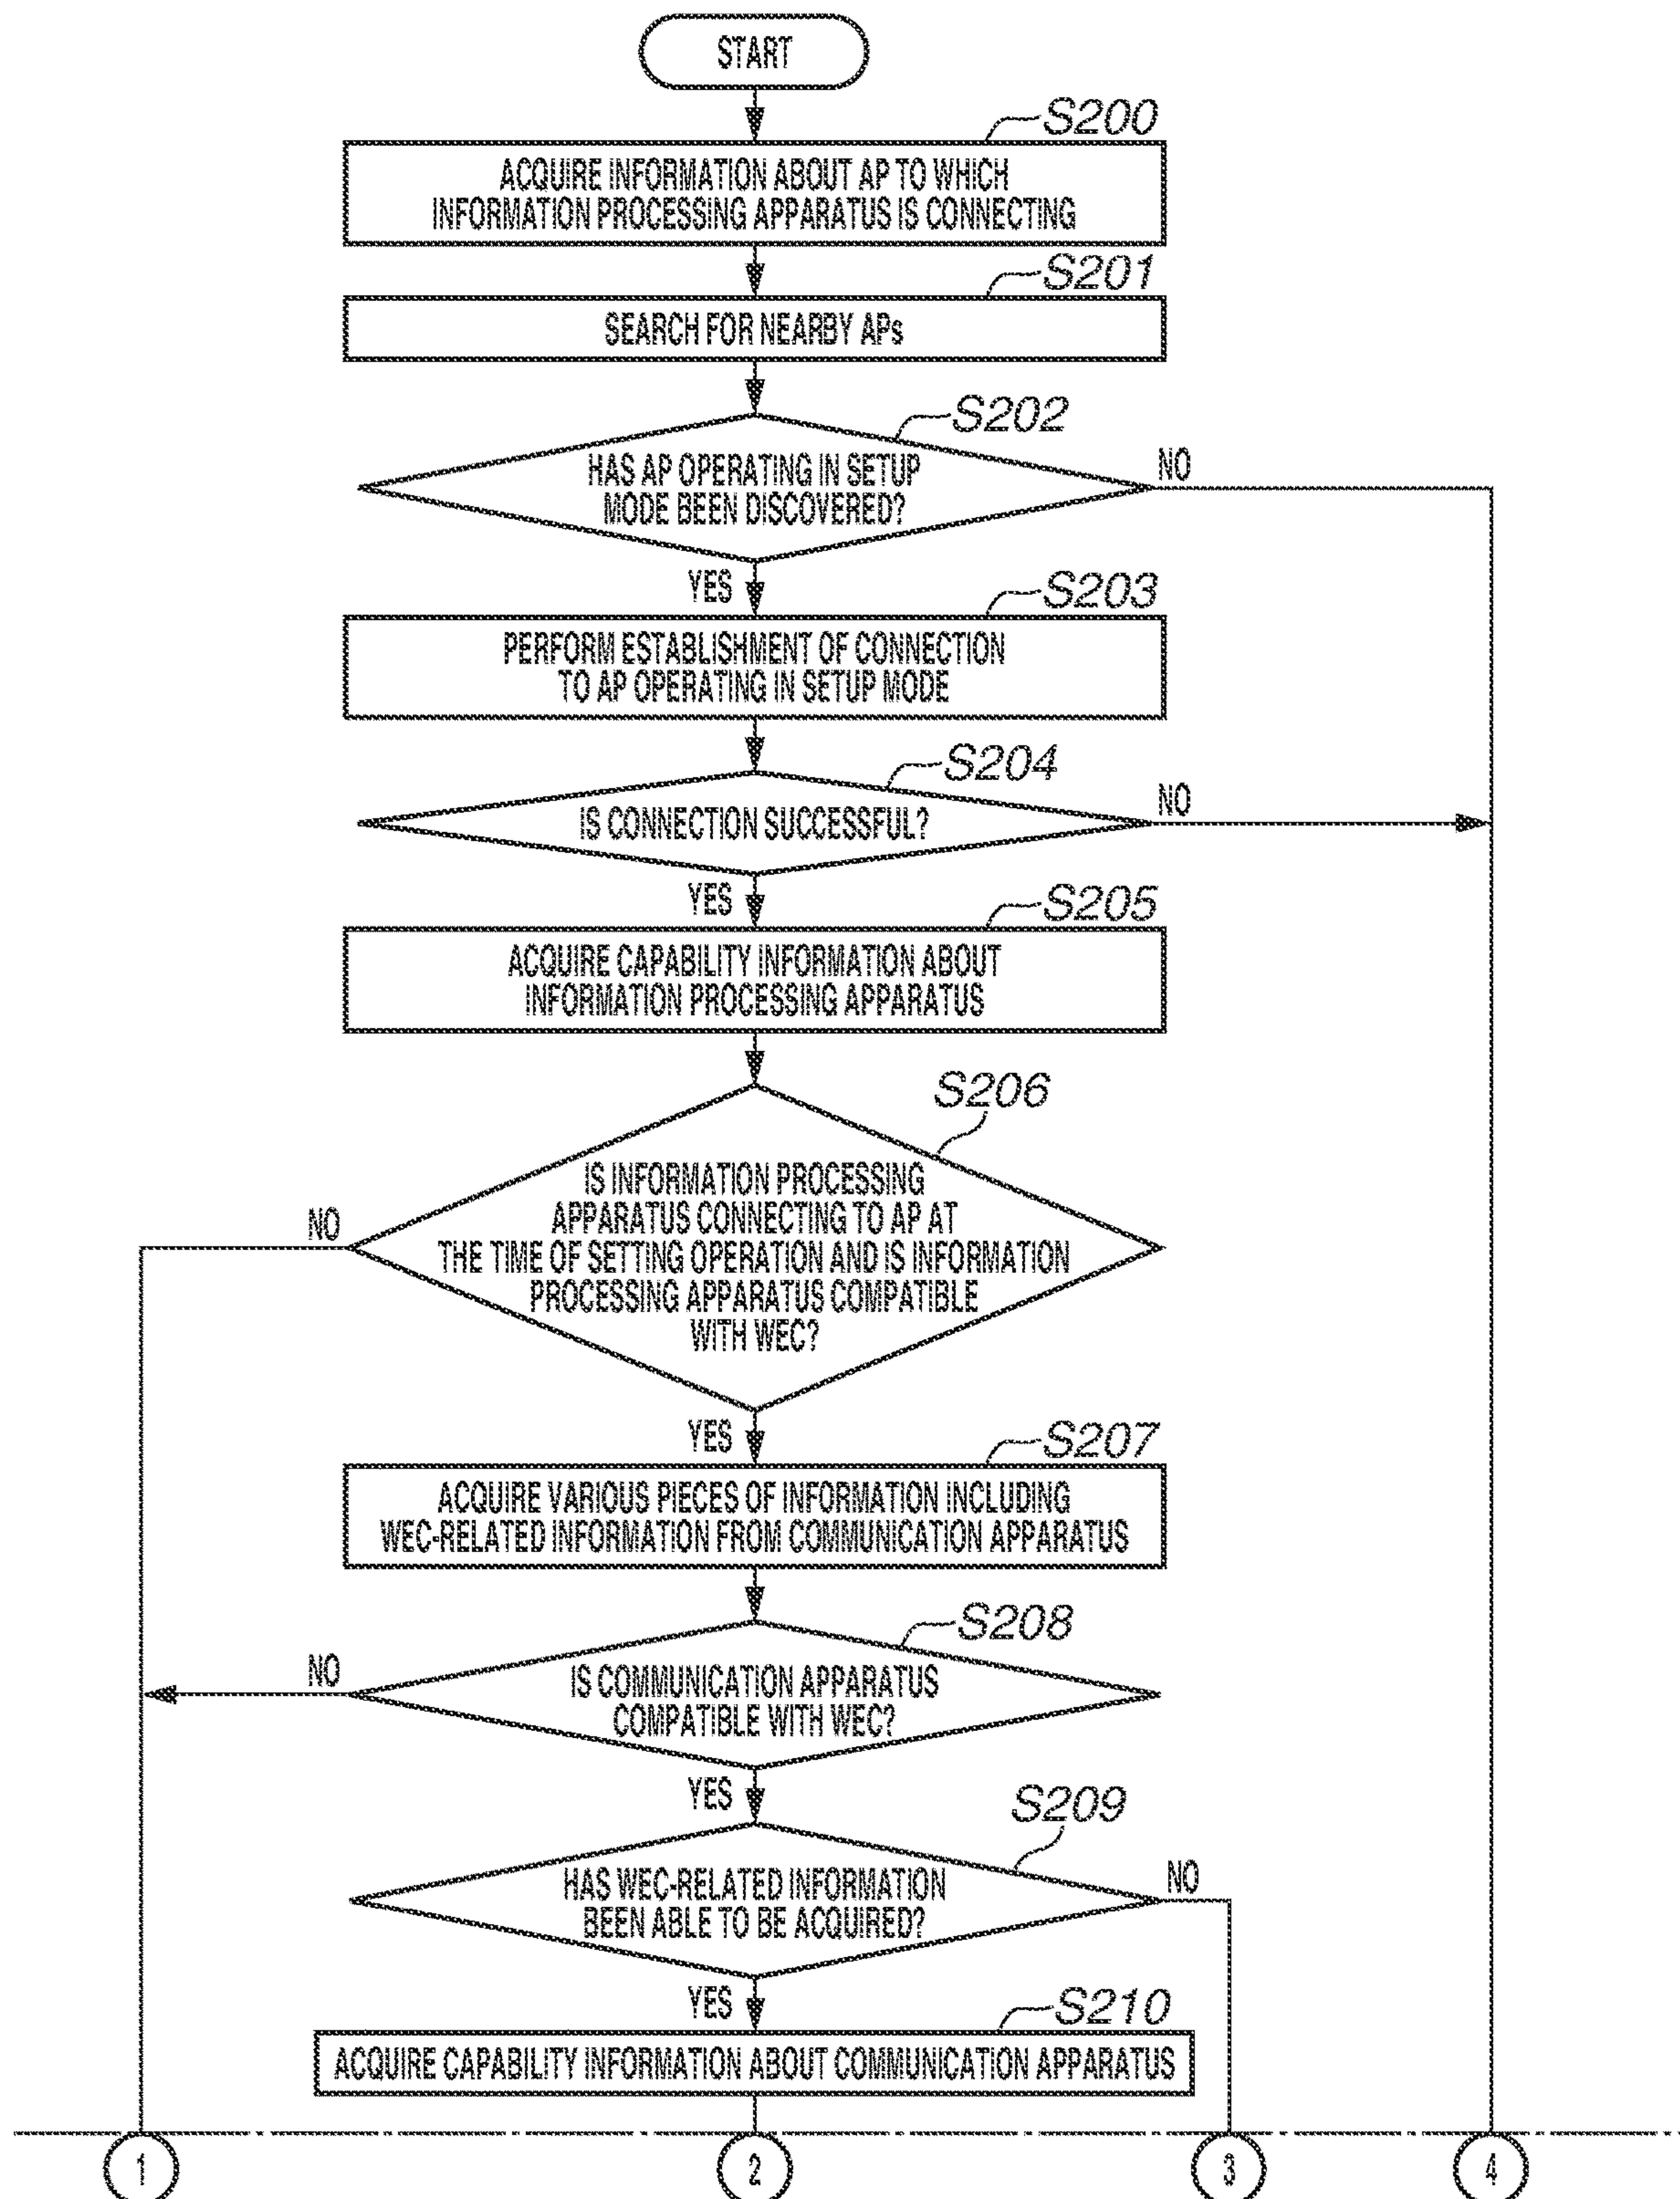 START
S200
ACQUIRE INFORMATION ABOUT AP TO WHICH
INFORMATION PROCESSING APPARATUS IS CONNECTING
S201
SEARCH FOR NEARBY APs
S202
HAS AP OPERATING IN SETUP
MODE BEEN DISCOVERED?
NO
YES
S203
PERFORM ESTABLISHMENT OF CONNECTION
TO AP OPERATING IN SETUP MODE
S204
IS CONNECTION SUCCESSFUL?
NO
YES
S205
ACQUIRE CAPABILITY INFORMATION ABOUT
INFORMATION PROCESSING APPARATUS
S206
IS INFORMATION PROCESSING
APPARATUS CONNECTING TO AP AT
THE TIME OF SETTING OPERATION AND IS INFORMATION
PROCESSING APPARATUS COMPATIBLE
WITH WEC?
NO
YES
S207
ACQUIRE VARIOUS PIECES OF INFORMATION INCLUDING
WEC-RELATED INFORMATION FROM COMMUNICATION APPARATUS
S208
IS COMMUNICATION APPARATUS
COMPATIBLE WITH WEC?
NO
YES
S209
HAS WEC-RELATED INFORMATION
BEEN ABLE TO BE ACQUIRED?
NO
YES
S210
ACQUIRE CAPABILITY INFORMATION ABOUT COMMUNICATION APPARATUS
1
2
3
4